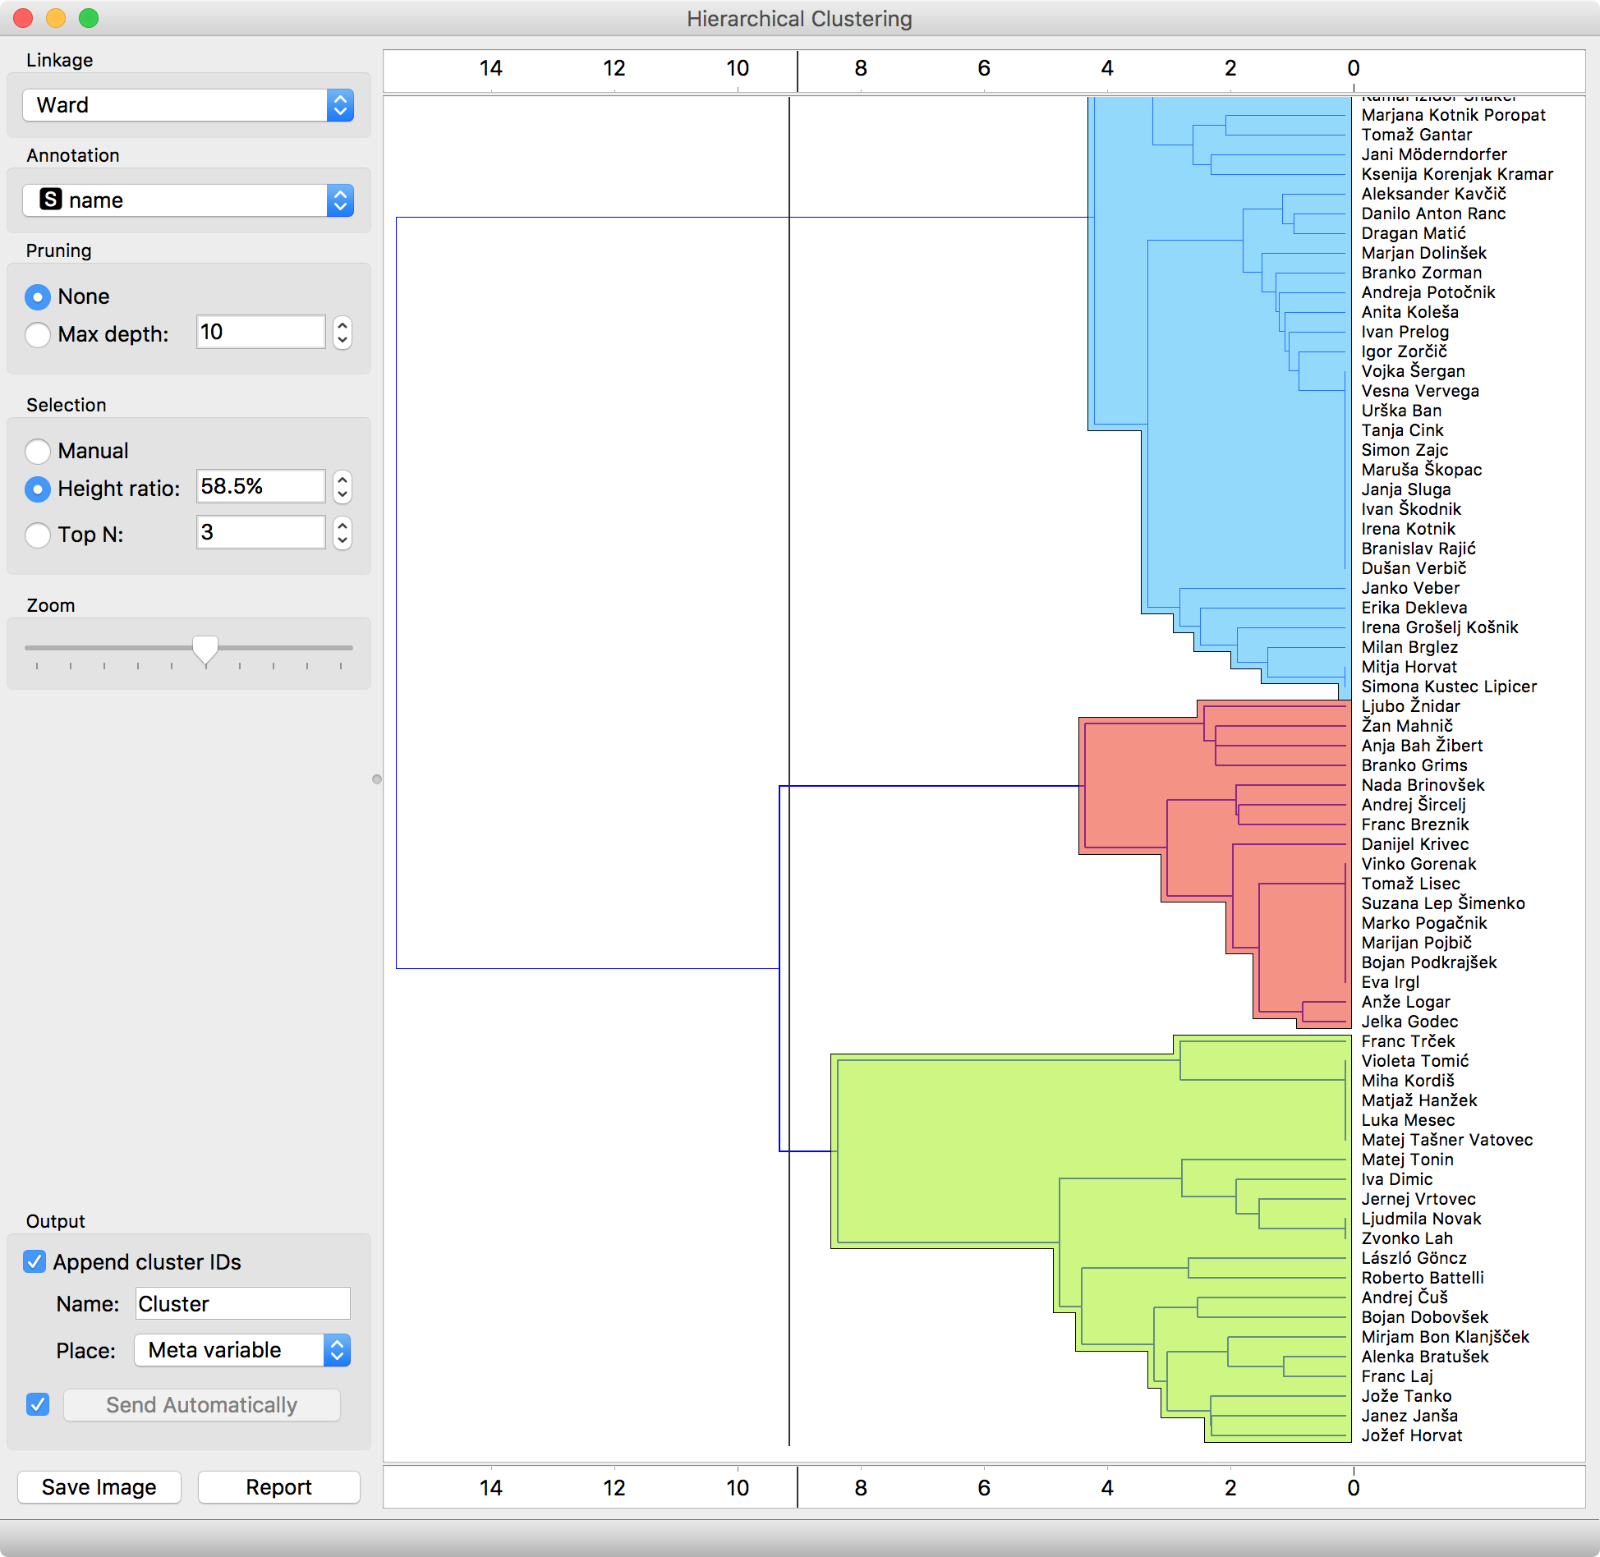 Hierarchical Clustering
Linkage
Ward
Annotation
S name
Pruning
None
Max depth: 10
Selection
Manual
Height ratio: 58.5%
Top N: 3
Zoom
Output
Append cluster IDs
Name: Cluster
Place: Meta variable
Send Automatically
Save Image Report
14 12 10 8 6 4 2 0
Marjana Kotnik Poropat
Tomaž Gantar
Jani Möderndorfer
Ksenija Korenjak Kramar
Aleksander Kavčič
Danilo Anton Ranc
Dragan Matić
Marjan Dolinšek
Branko Zorman
Andreja Potočnik
Anita Koleša
Ivan Prelog
Igor Zorčič
Vojka Šergan
Vesna Vervega
Urška Ban
Tanja Cink
Simon Zajc
Maruša Škopac
Janja Sluga
Ivan Škodnik
Irena Kotnik
Branislav Rajić
Dušan Verbič
Janko Veber
Erika Dekleva
Irena Grošelj Košnik
Milan Brglez
Mitja Horvat
Simona Kustec Lipicer
Ljubo Žnidar
Žan Mahnič
Anja Bah Žibert
Branko Grims
Nada Brinovšek
Andrej Šircelj
Franc Breznik
Danijel Krivec
Vinko Gorenak
Tomaž Lisec
Suzana Lep Šimenko
Marko Pogačnik
Marijan Pojbič
Bojan Podkrajšek
Eva Irgl
Anže Logar
Jelka Godec
Franc Trček
Violeta Tomić
Miha Kordiš
Matjaž Hanžek
Luka Mesec
Matej Tašner Vatovec
Matej Tonin
Iva Dimic
Jernej Vrtovec
Ljudmila Novak
Zvonko Lah
László Göncz
Roberto Battelli
Andrej Čuš
Bojan Dobovšek
Mirjam Bon Klanjšček
Alenka Bratušek
Franc Laj
Jože Tanko
Janez Janša
Jožef Horvat
14 12 10 8 6 4 2 0